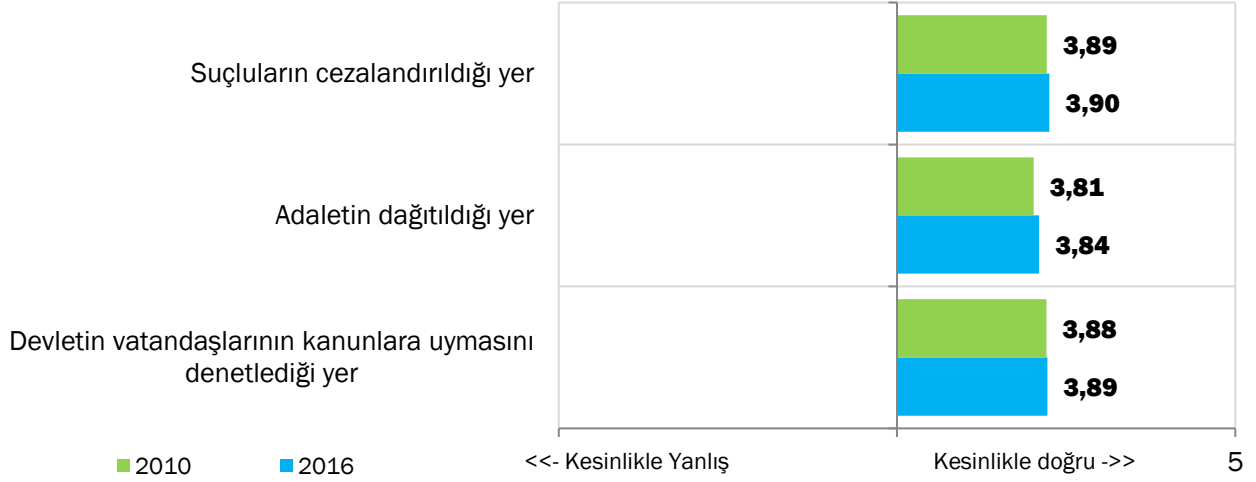 Suçluların cezalandırıldığı yer
3,89
3,90
Adaletin dağıtıldığı yer
3,81
3,84
Devletin vatandaşlarının kanunlara uymasını
denetlediği yer
3,88
3,89
2010 2016
<<- Kesinlikle Yanlış Kesinlikle doğru ->> 5